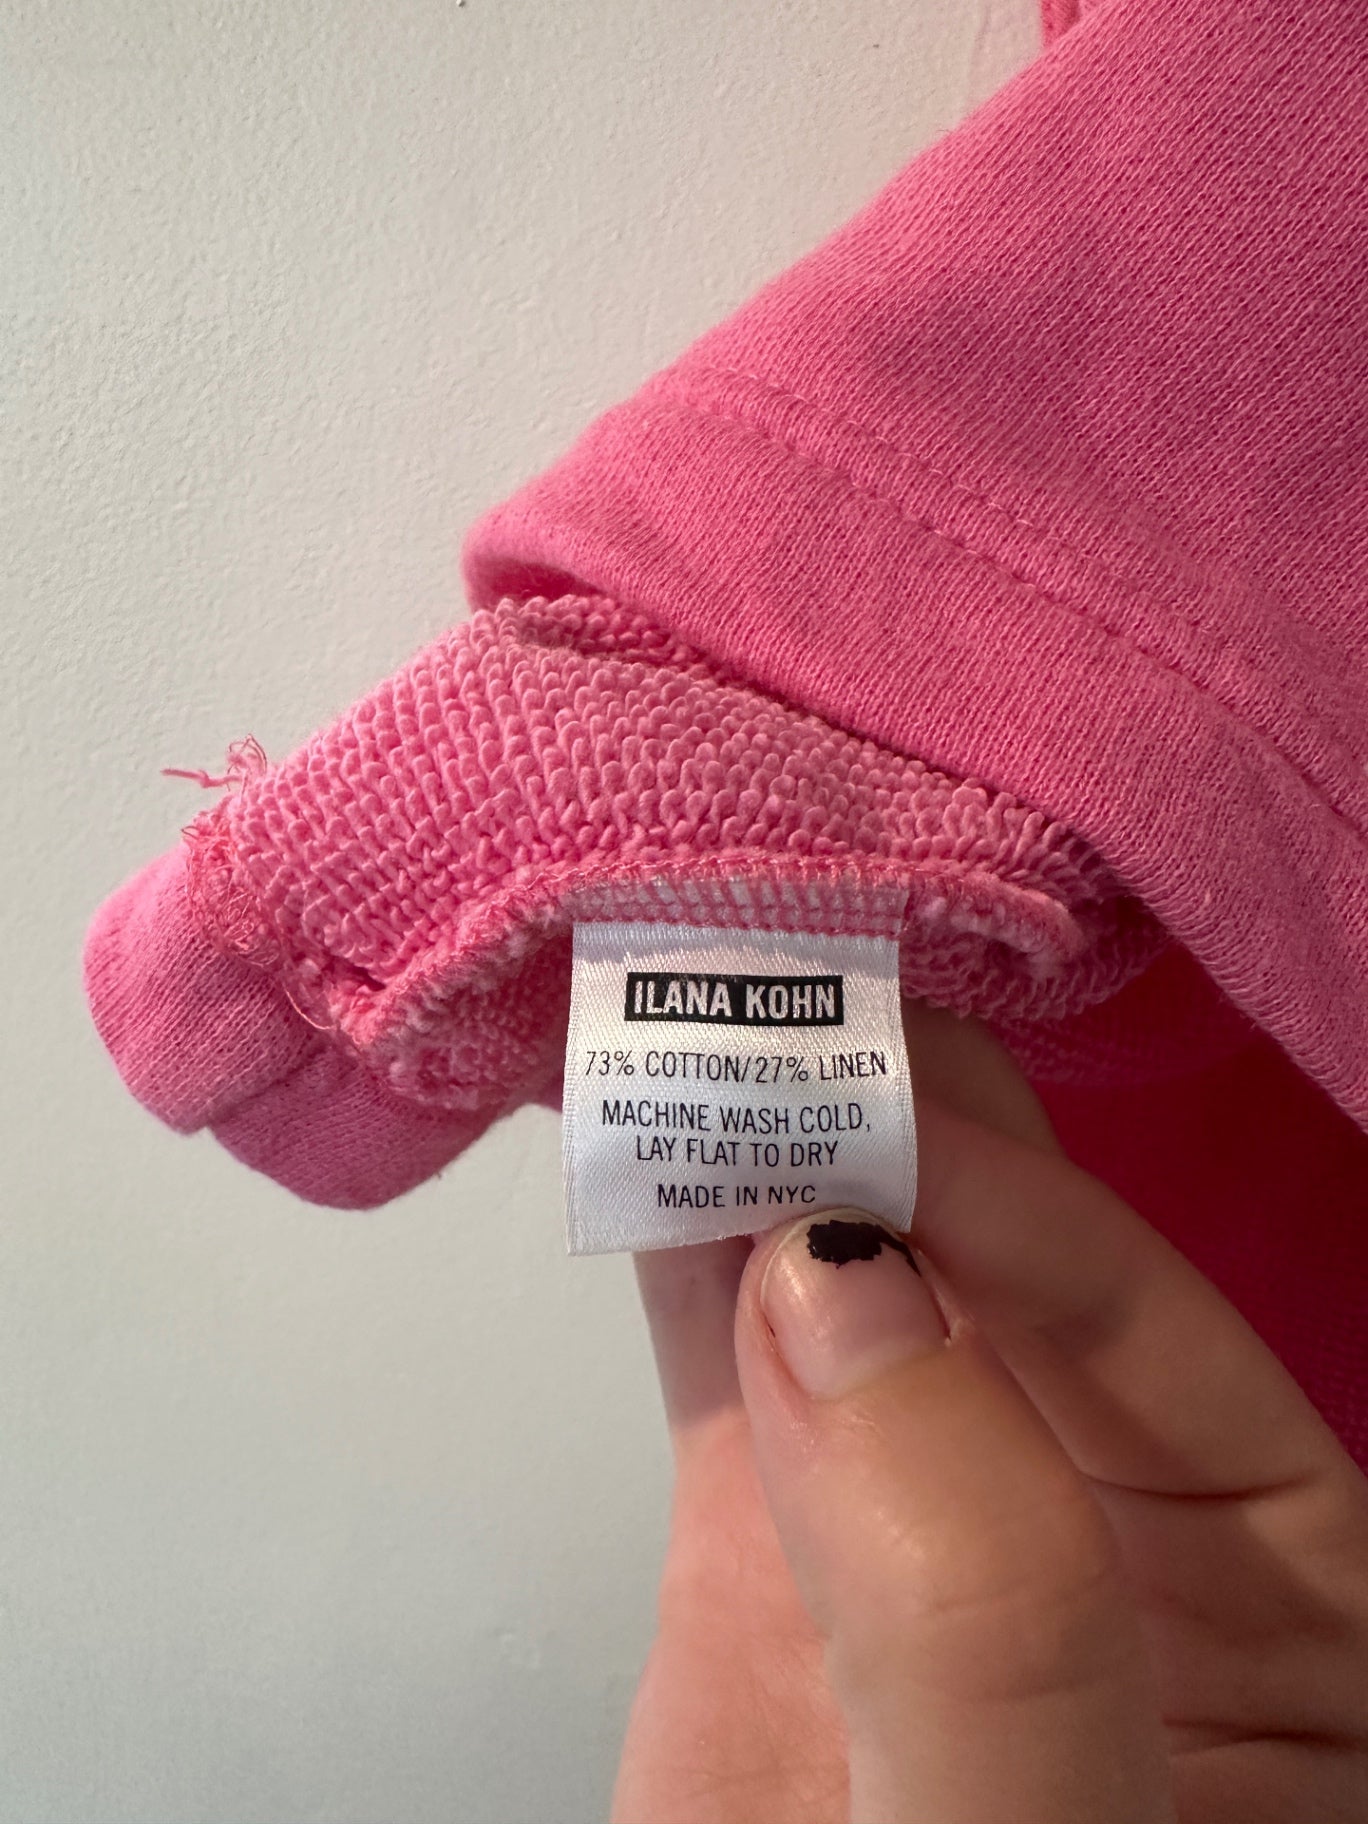 ILANA KOHN
73% COTTON/27% LINEN
MACHINE WASH COLD,
LAY FLAT TO DRY
MADE IN NYC